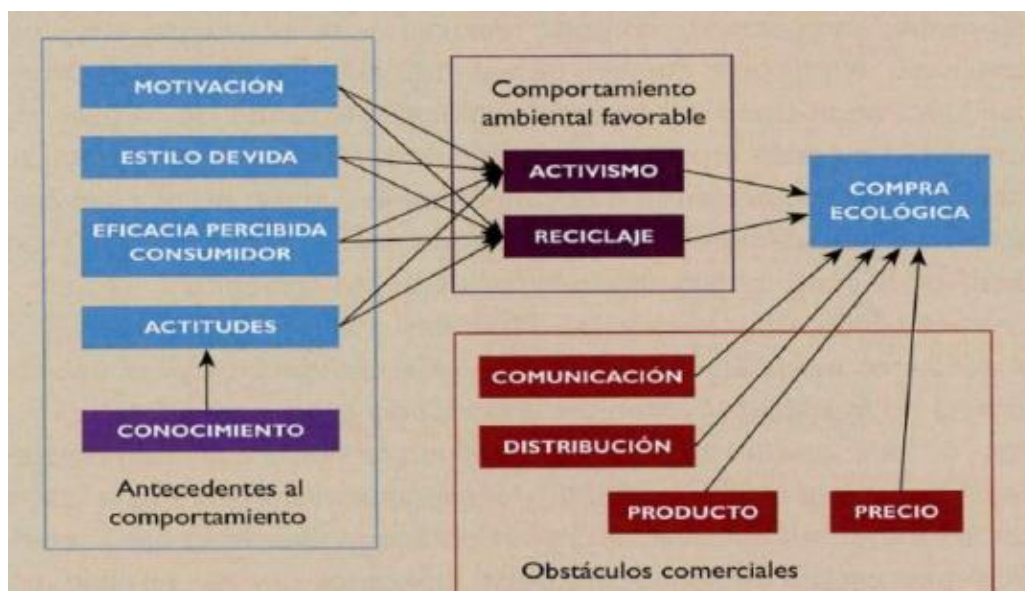 MOTIVACIÓN
ESTILO DE VIDA
EFICACIA PERCIBIDA
CONSUMIDOR
ACTITUDES
CONOCIMIENTO
Antecedentes al
comportamiento
Comportamiento
ambiental favorable
ACTIVISMO
RECICLAJE
COMPRA
ECOLÓGICA
COMUNICACIÓN
DISTRIBUCIÓN
PRODUCTO
PRECIO
Obstáculos comerciales